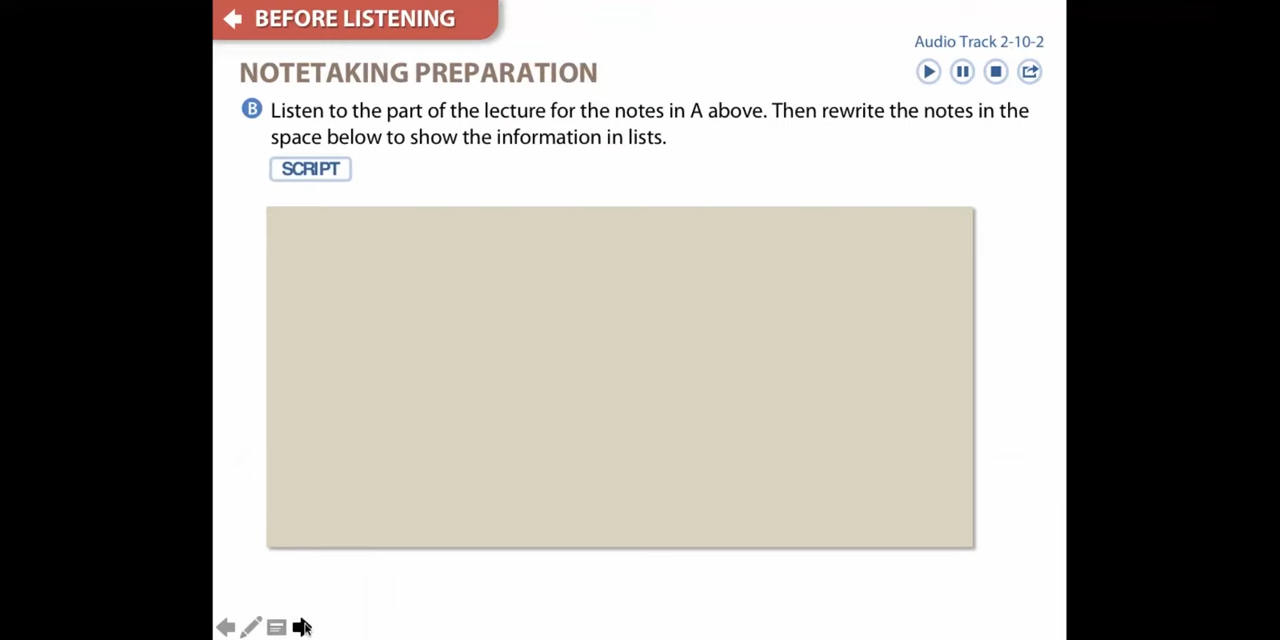 BEFORE LISTENING
Audio Track 2-10-2
NOTETAKING PREPARATION
B Listen to the part of the lecture for the notes in A above. Then rewrite the notes in the
space below to show the information in lists.
SCRIPT